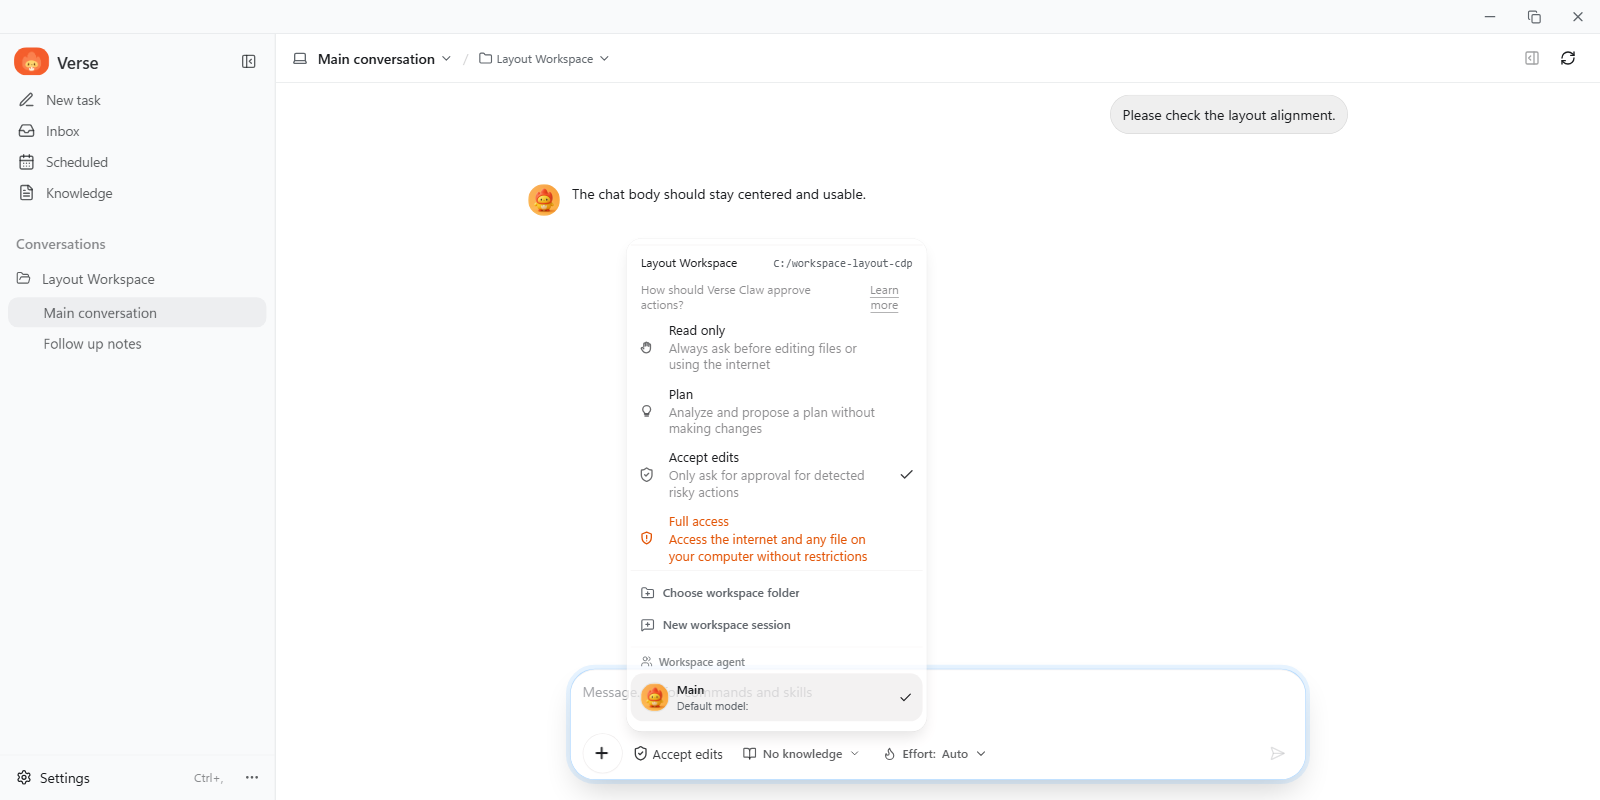 Verse
New task
Inbox
Scheduled
Knowledge
Conversations
Layout Workspace
Main conversation
Follow up notes
Settings
Ctrl+,
Main conversation / Layout Workspace
Please check the layout alignment.
The chat body should stay centered and usable.
Layout Workspace C:/workspace-layout-cdp
How should Verse Claw approve
actions?
Learn
more
Read only
Always ask before editing files or
using the internet
Plan
Analyze and propose a plan without
making changes
Accept edits
Only ask for approval for detected
risky actions
Full access
Access the internet and any file on
your computer without restrictions
Choose workspace folder
New workspace session
Workspace agent
Main
Default model:
Message, commands and skills
Accept edits
No knowledge
Effort: Auto